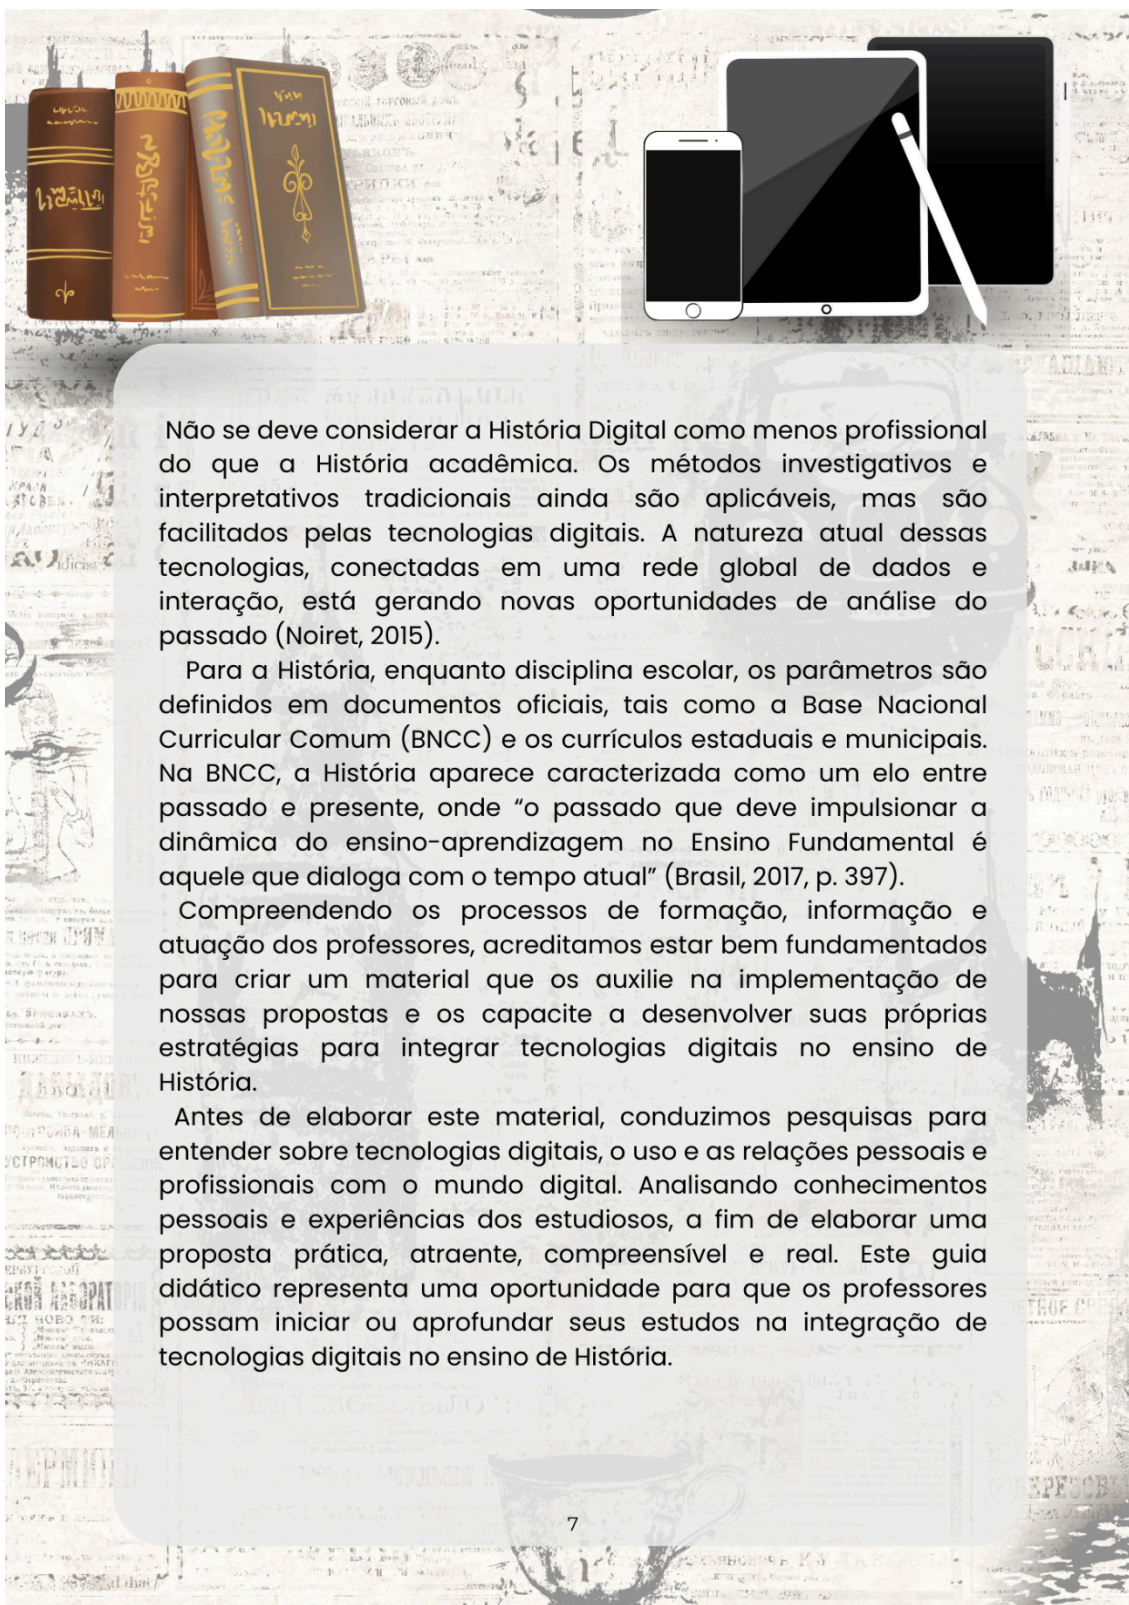 Não se deve considerar a História Digital como menos profissional
do que a História acadêmica. Os métodos investigativos e
interpretativos tradicionais ainda são aplicáveis, mas são
facilitados pelas tecnologias digitais. A natureza atual dessas
tecnologias, conectadas em uma rede global de dados e
interação, está gerando novas oportunidades de análise do
passado (Noiret, 2015).
Para a História, enquanto disciplina escolar, os parâmetros são
definidos em documentos oficiais, tais como a Base Nacional
Curricular Comum (BNCC) e os currículos estaduais e municipais.
Na BNCC, a História aparece caracterizada como um elo entre
passado e presente, onde “o passado que deve impulsionar a
dinâmica do ensino-aprendizagem no Ensino Fundamental é
aquele que dialoga com o tempo atual” (Brasil, 2017, p. 397).
Compreendendo os processos de formação, informação e
atuação dos professores, acreditamos estar bem fundamentados
para criar um material que os auxilie na implementação de
nossas propostas e os capacite a desenvolver suas próprias
estratégias para integrar tecnologias digitais no ensino de
História.
Antes de elaborar este material, conduzimos pesquisas para
entender sobre tecnologias digitais, o uso e as relações pessoais e
profissionais com o mundo digital. Analisando conhecimentos
pessoais e experiências dos estudiosos, a fim de elaborar uma
proposta prática, atraente, compreensível e real. Este guia
didático representa uma oportunidade para que os professores
possam iniciar ou aprofundar seus estudos na integração de
tecnologias digitais no ensino de História.
7